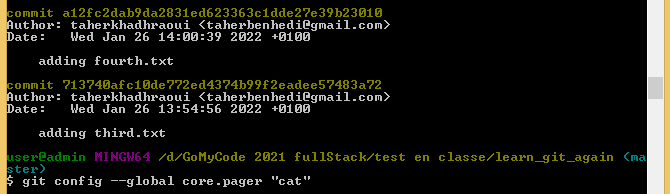 commit a12fc2dab9da2831ed623363c1dde27e39b23010
Author: taherkhadhraoui <taherbenhedi@gmail.com>
Date:   Wed Jan 26 14:00:39 2022 +0100
    adding fourth.txt
commit 713740afc10de772ed4374b99f2eadee57483a72
Author: taherkhadhraoui <taherbenhedi@gmail.com>
Date:   Wed Jan 26 13:54:56 2022 +0100
    adding third.txt
user@admin MINGW64 /d/GoMyCode 2021 fullStack/test en classe/learn_git_again (ma
ster)
$ git config --global core.pager "cat"